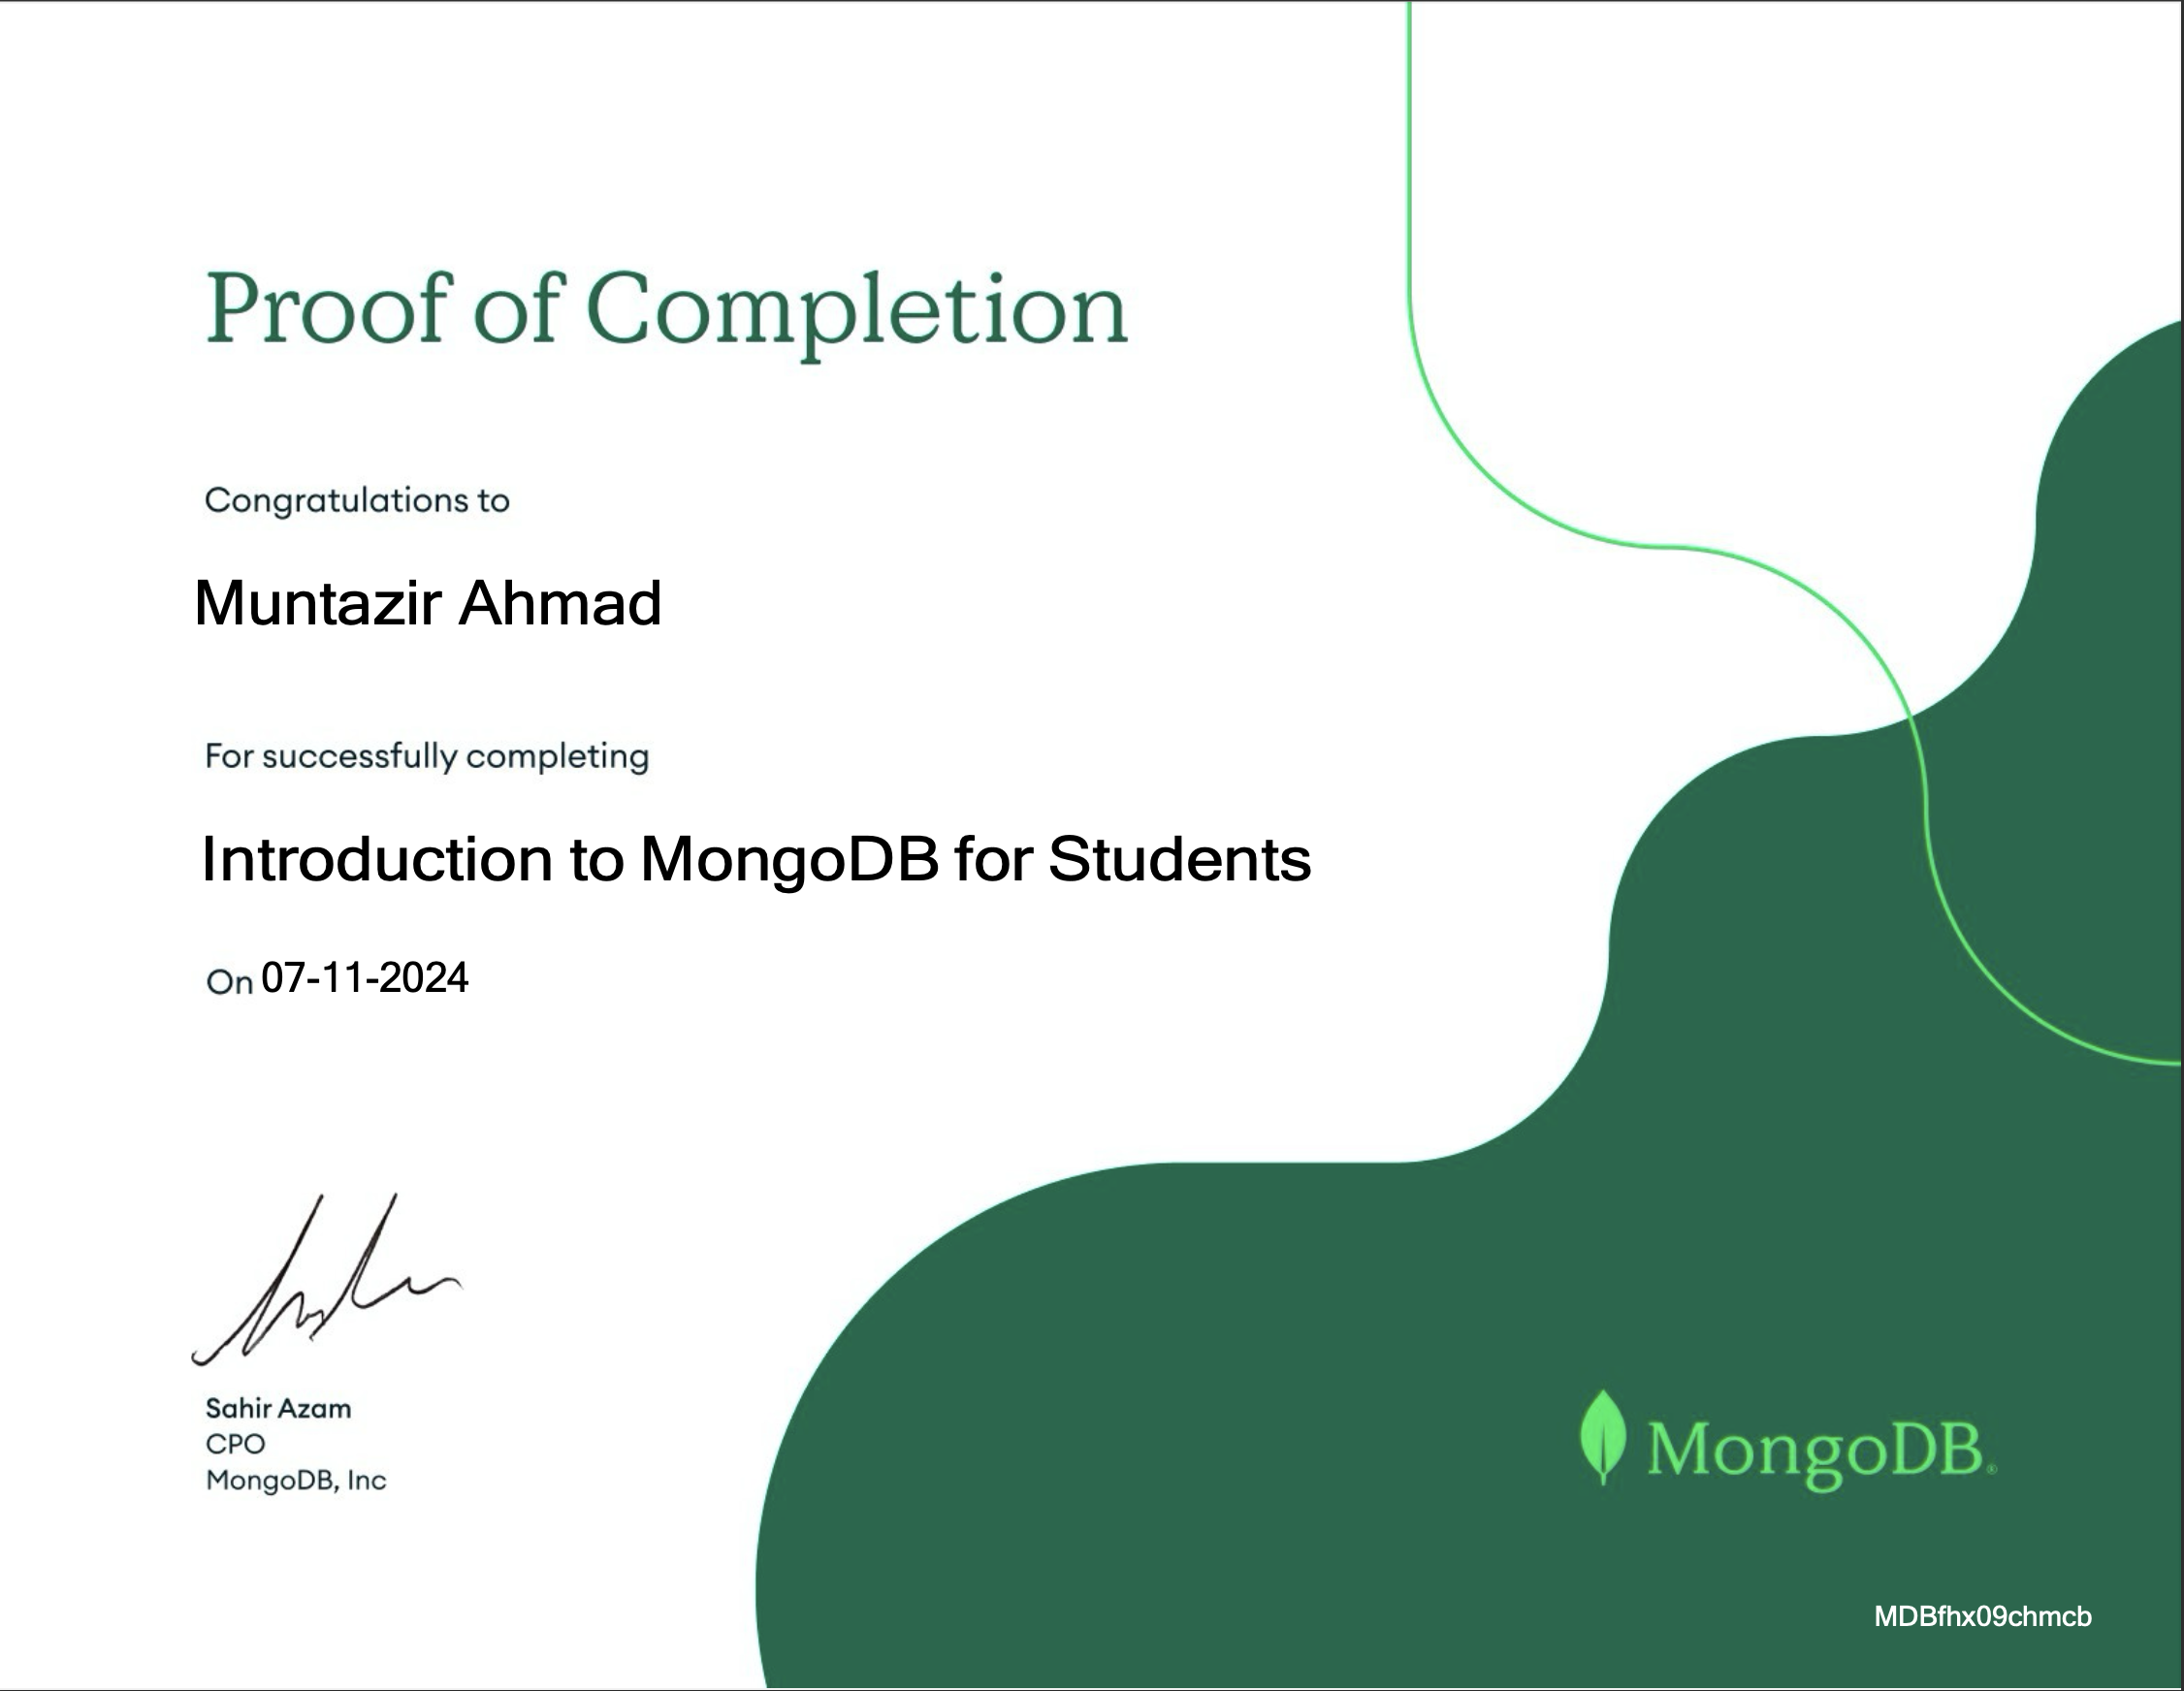 Proof of Completion
Congratulations to
Muntazir Ahmad
For successfully completing
Introduction to MongoDB for Students
On 07-11-2024
Sahir Azam
CPO
MongoDB, Inc
MongoDB®
MDBfhx09chmcb